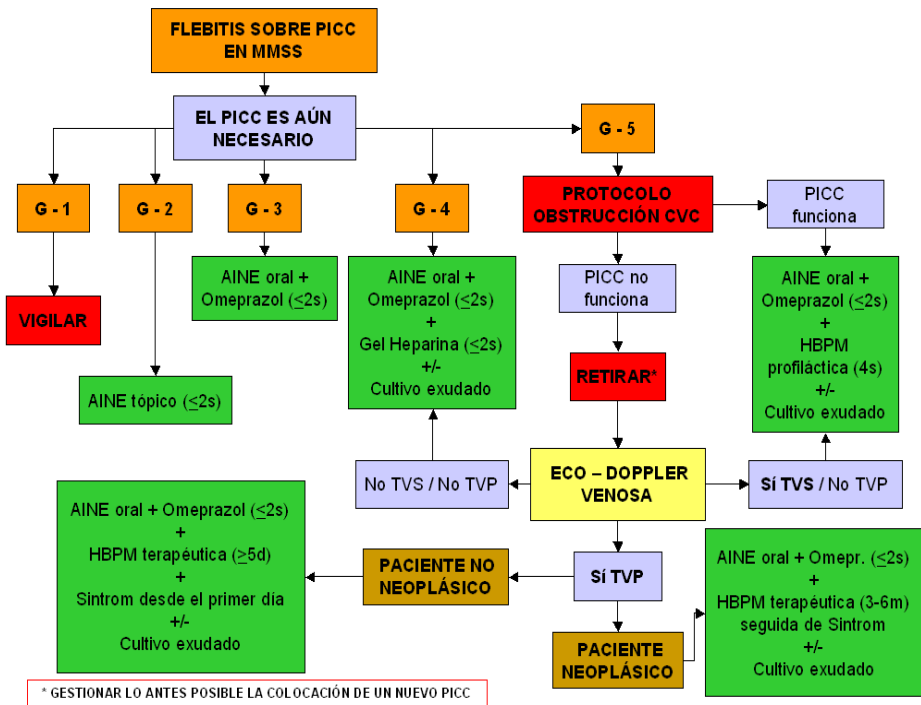 FLEBITIS SOBRE PICC
EN MMSS
EL PICC ES AÚN
NECESARIO
G - 5
G - 1
G - 2
G - 3
G - 4
PROTOCOLO
OBSTRUCCIÓN CVC
PICC
funciona
VIGILAR
AINE tópico (≤2s)
AINE oral +
Omeprazol (≤2s)
AINE oral +
Omeprazol (≤2s)
+
Gel Heparina (≤2s)
+/-
Cultivo exudado
PICC no
funciona
RETIRAR*
AINE oral +
Omeprazol (≤2s)
+
HBPM
profiláctica (4s)
+/-
Cultivo exudado
No TVS / No TVP
ECO – DOPPLER
VENOSA
Sí TVS / No TVP
AINE oral + Omeprazol (≤2s)
+
HBPM terapéutica (≥5d)
+
Sintrom desde el primer día
+/-
Cultivo exudado
PACIENTE NO
NEOPLÁSICO
Sí TVP
PACIENTE
NEOPLÁSICO
AINE oral + Omepr. (≤2s)
+
HBPM terapéutica (3-6m)
seguida de Sintrom
+/-
Cultivo exudado
* GESTIONAR LO ANTES POSIBLE LA COLOCACIÓN DE UN NUEVO PICC